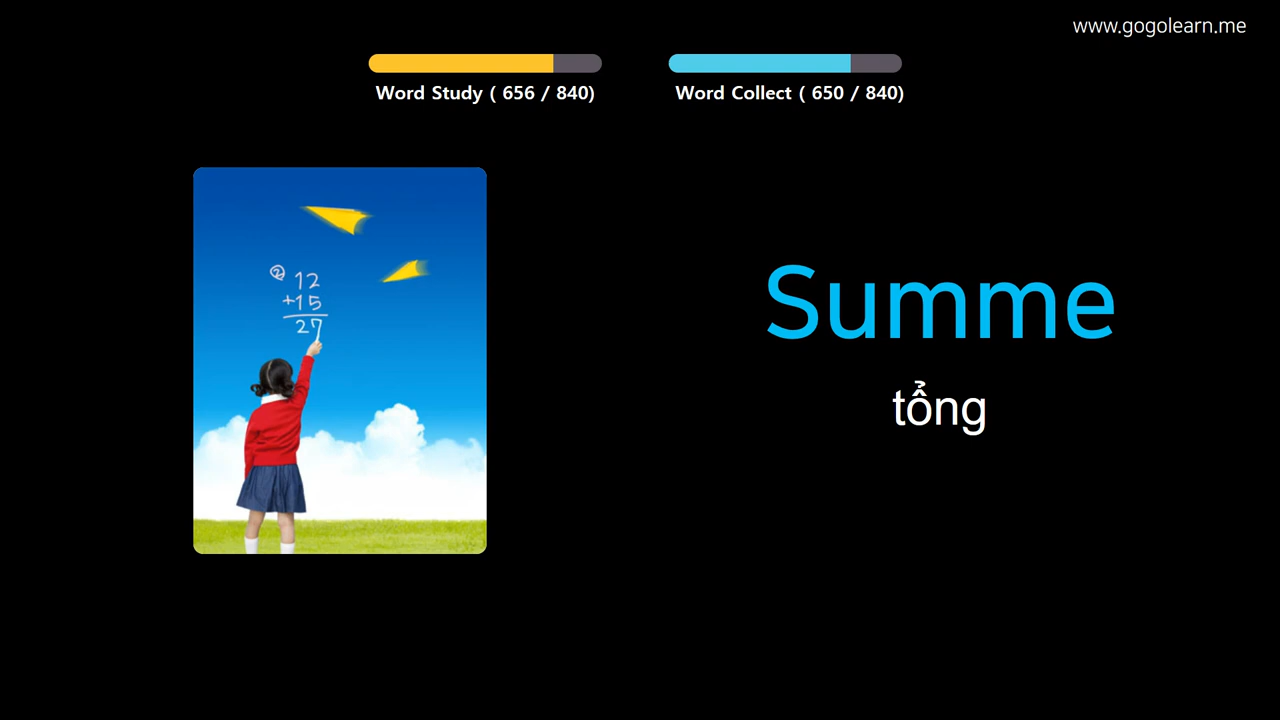 www.gogolearn.me
Word Study ( 656 / 840)
Word Collect ( 650 / 840)
② 12
+15
27
Summe
tổng